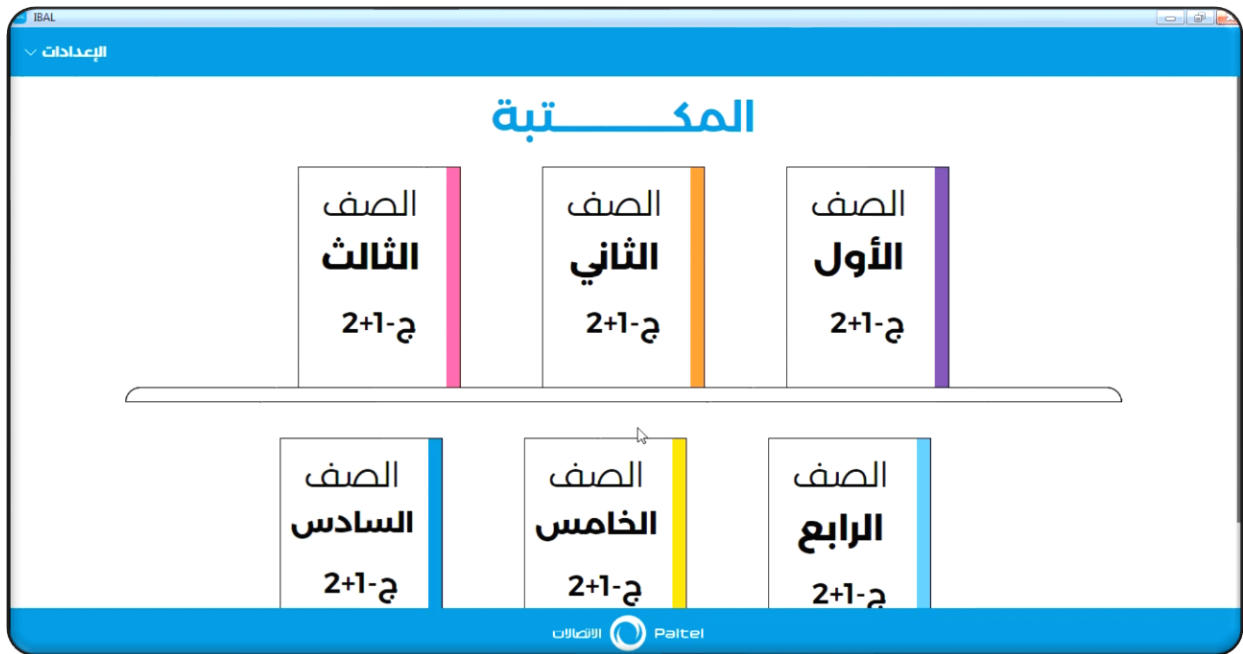 IBAL
الإعدادات
المكتبة
الصف
الأول
ج-1+2
الصف
الثاني
ج-1+2
الصف
الثالث
ج-1+2
الصف
الرابع
ج-1+2
الصف
الخامس
ج-1+2
الصف
السادس
ج-1+2
الاتصالات Paltel